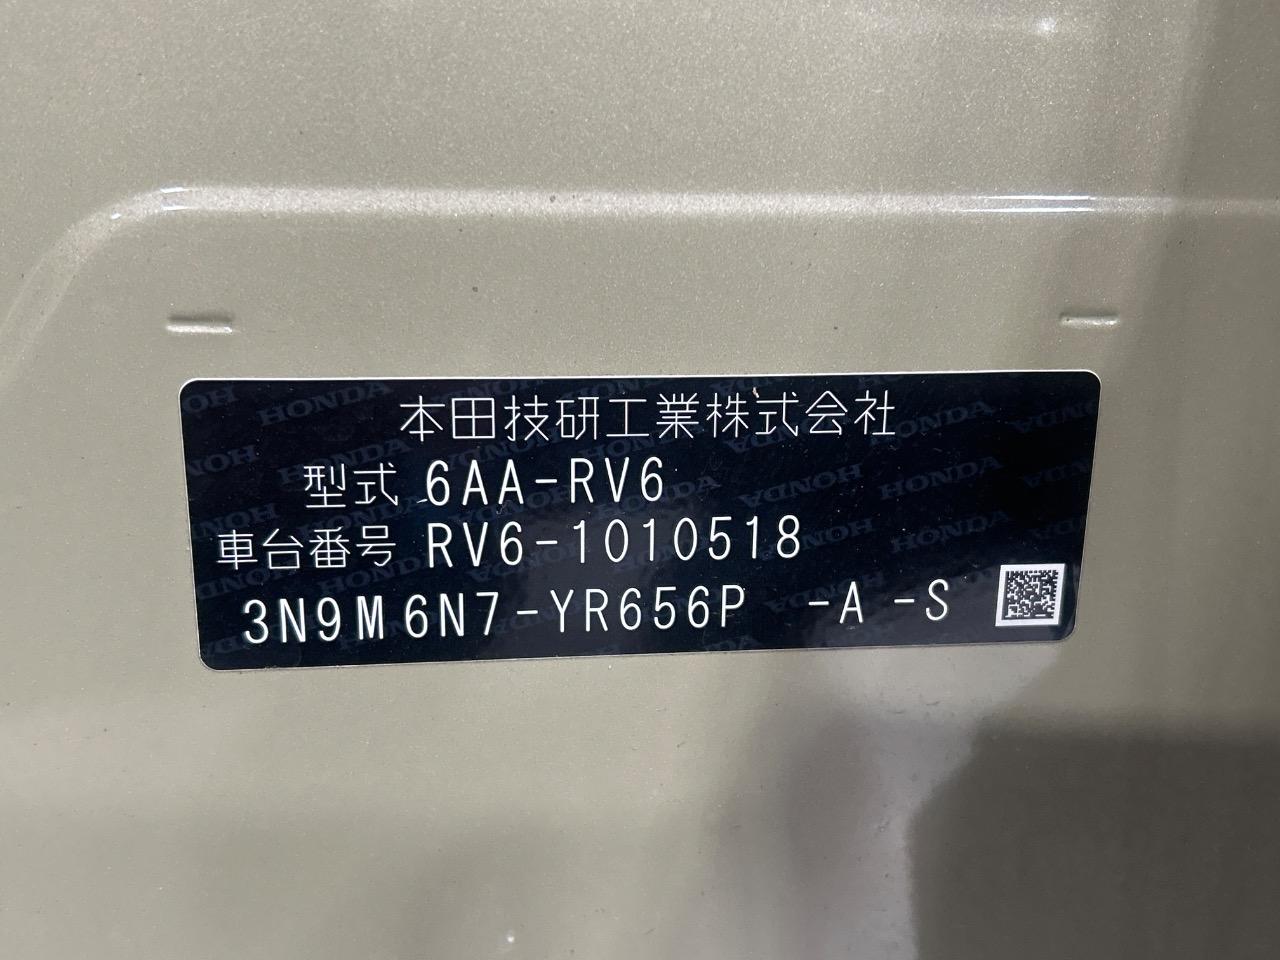 本田技研工業株式会社
型式 6AA-RV6
車台番号 RV6-1010518
3N9M6N7-YR656P -A -S